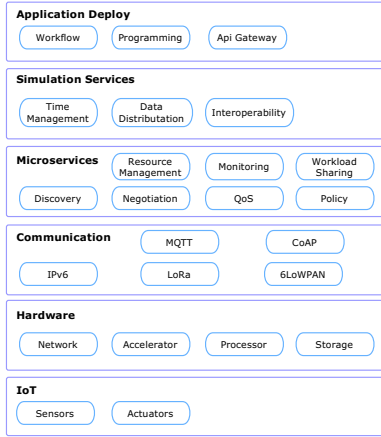 Application Deploy
Workflow
Programming
Api Gateway
Simulation Services
Time
Management
Data
Distributation
Interoperability
Microservices
Resource
Management
Monitoring
Workload
Sharing
Discovery
Negotiation
QoS
Policy
Communication
MQTT
CoAP
IPv6
LoRa
6LoWPAN
Hardware
Network
Accelerator
Processor
Storage
IoT
Sensors
Actuators